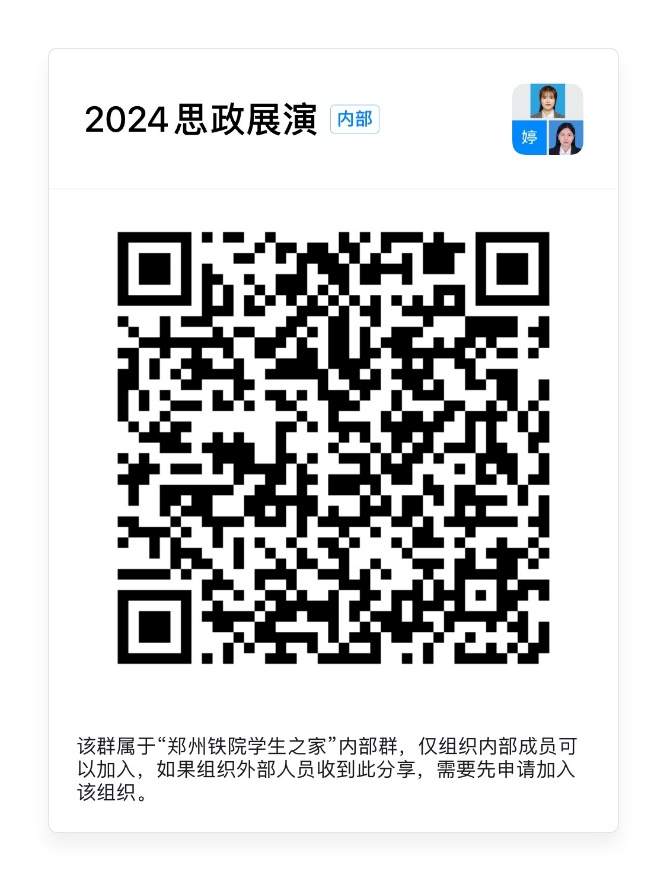 2024思政展演 内部
婷
该群属于“郑州铁院学生之家”内部群，仅组织内部成员可
以加入，如果组织外部人员收到此分享，需要先申请加入
该组织。